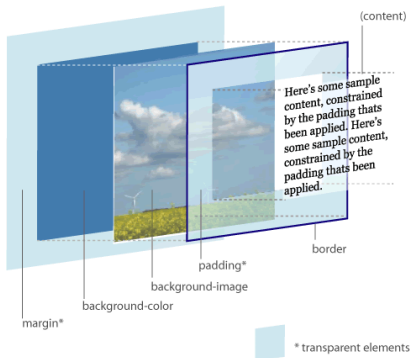 (content)
Here's some sample
content, constrained
by the padding thats
been applied. Here's
some sample content,
constrained by the
padding thats been
applied.
border
padding*
background-image
background-color
margin*
* transparent elements